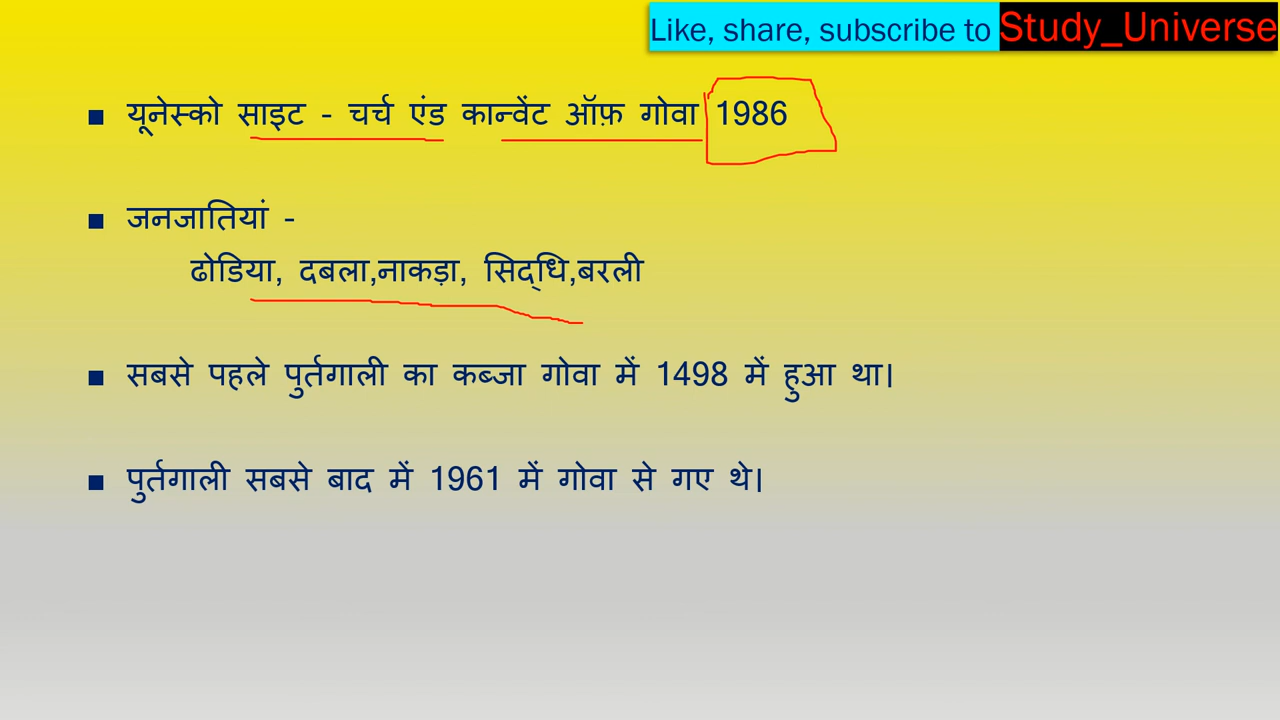 Like, share, subscribe to Study_Universe
▪ यूनेस्को साइट - चर्च एंड कान्वेंट ऑफ़ गोवा 1986
▪ जनजातियां -
ढोडिया, दबला,नाकड़ा, सिद्धि,बरली
▪ सबसे पहले पुर्तगाली का कब्जा गोवा में 1498 में हुआ था।
▪ पुर्तगाली सबसे बाद में 1961 में गोवा से गए थे।